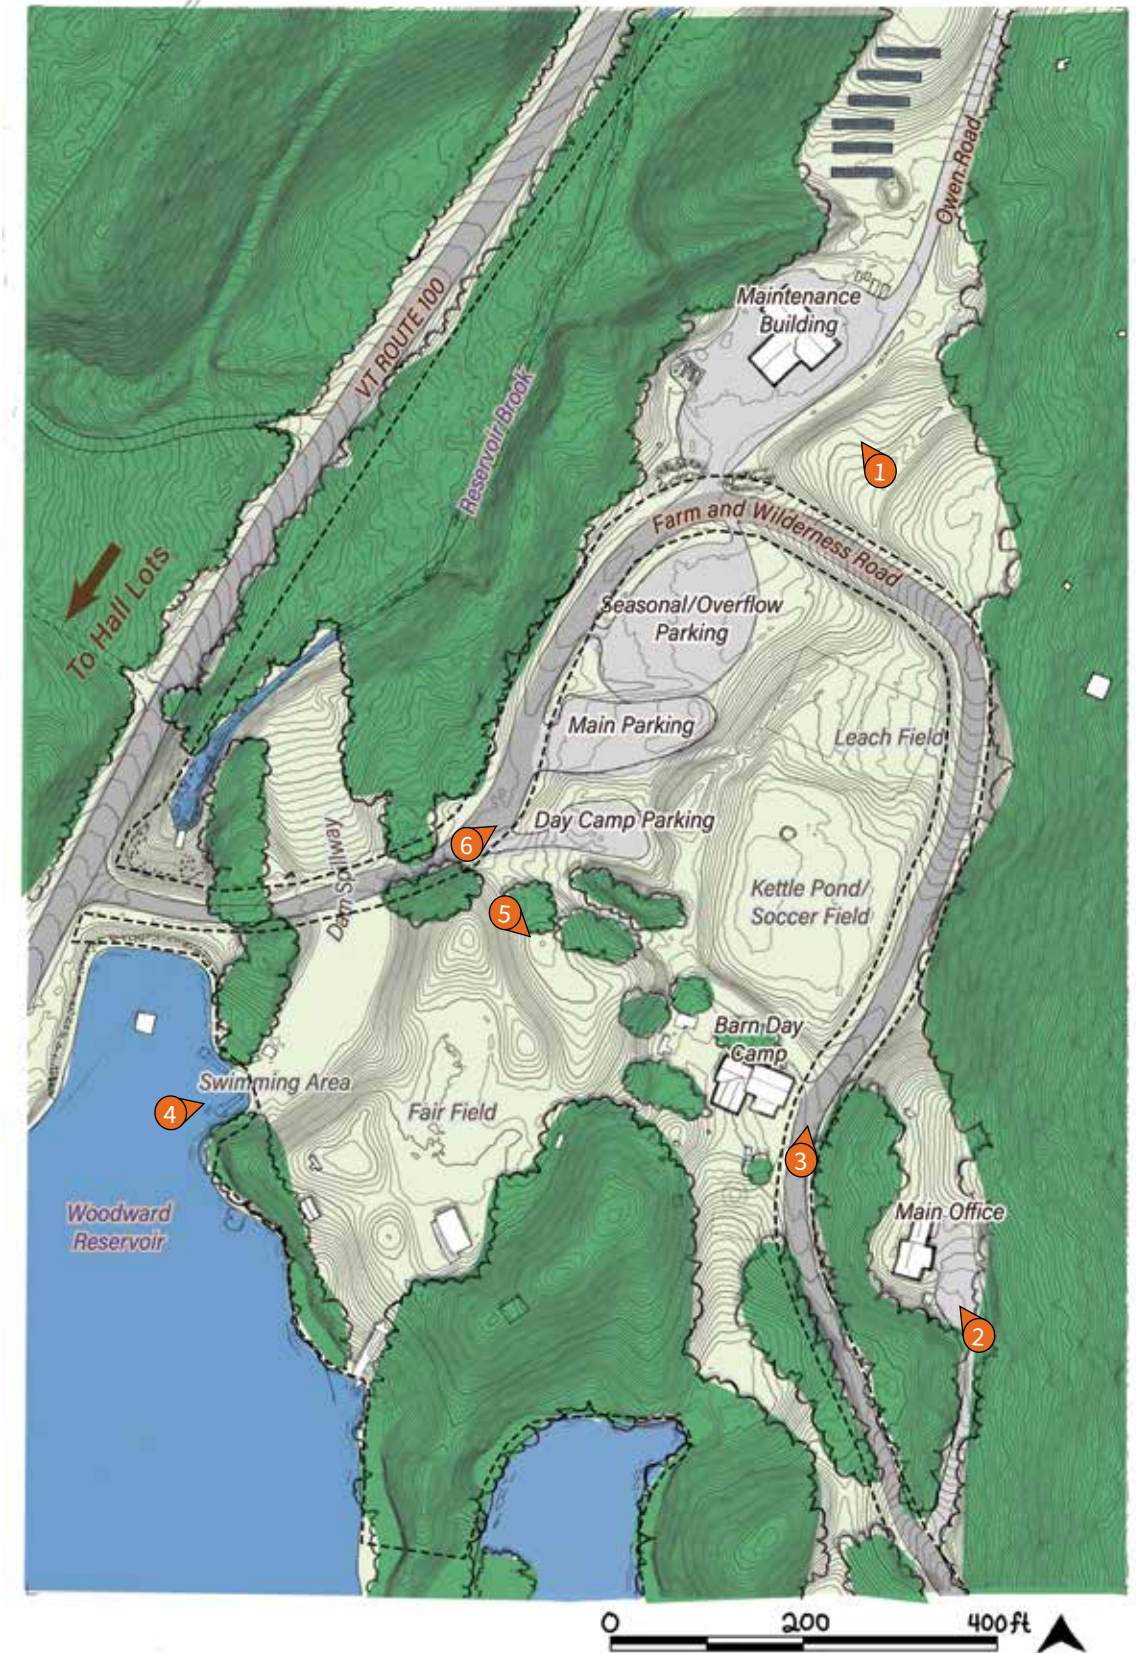 Owen Road
Maintenance
Building
VT ROUTE 100
Reservoir Brook
1
Farm and Wilderness Road
To Hall Lots
Seasonal/Overflow
Parking
Main Parking
Leach Field
Day Camp Parking
6
Dam Spillway
Kettle Pond/
Soccer Field
5
Barn Day
Camp
Swimming Area
4
Fair Field
3
Woodward
Reservoir
Main Office
2
0 200 400ft